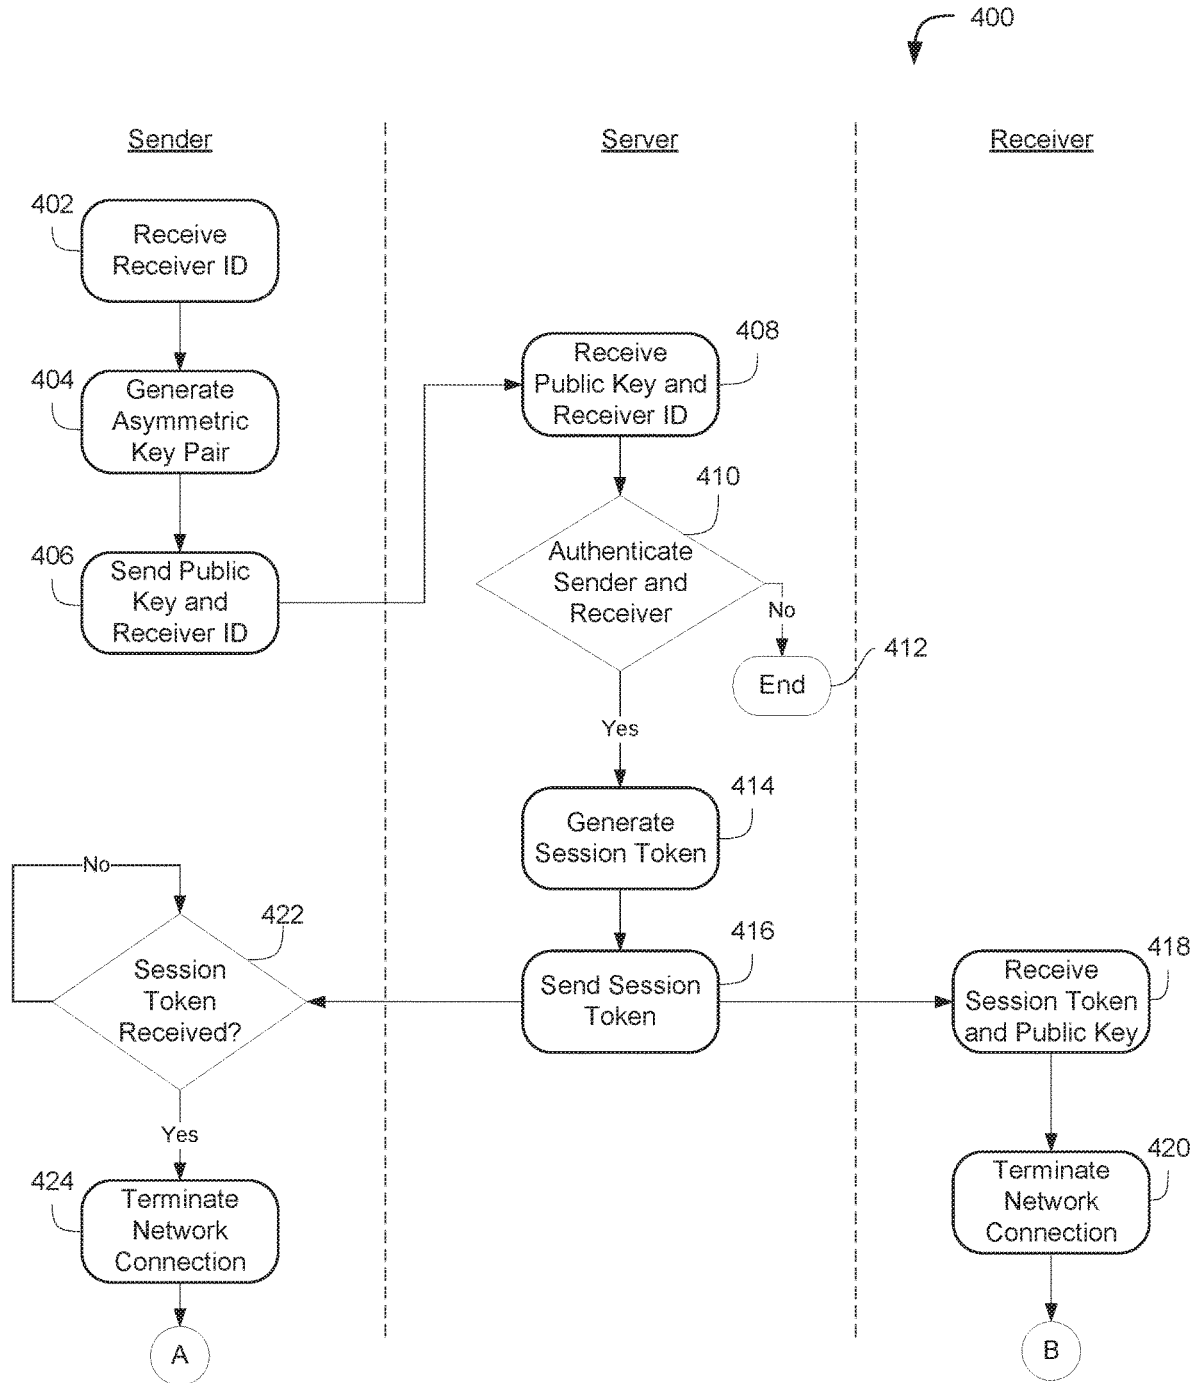 400
Sender
Server
Receiver
402
Receive
Receiver ID
404
Generate
Asymmetric
Key Pair
406
Send Public
Key and
Receiver ID
408
Receive
Public Key and
Receiver ID
410
Authenticate
Sender and
Receiver
No
412
End
Yes
414
Generate
Session Token
416
Send Session
Token
418
Receive
Session Token
and Public Key
420
Terminate
Network
Connection
B
No
422
Session
Token
Received?
Yes
424
Terminate
Network
Connection
A